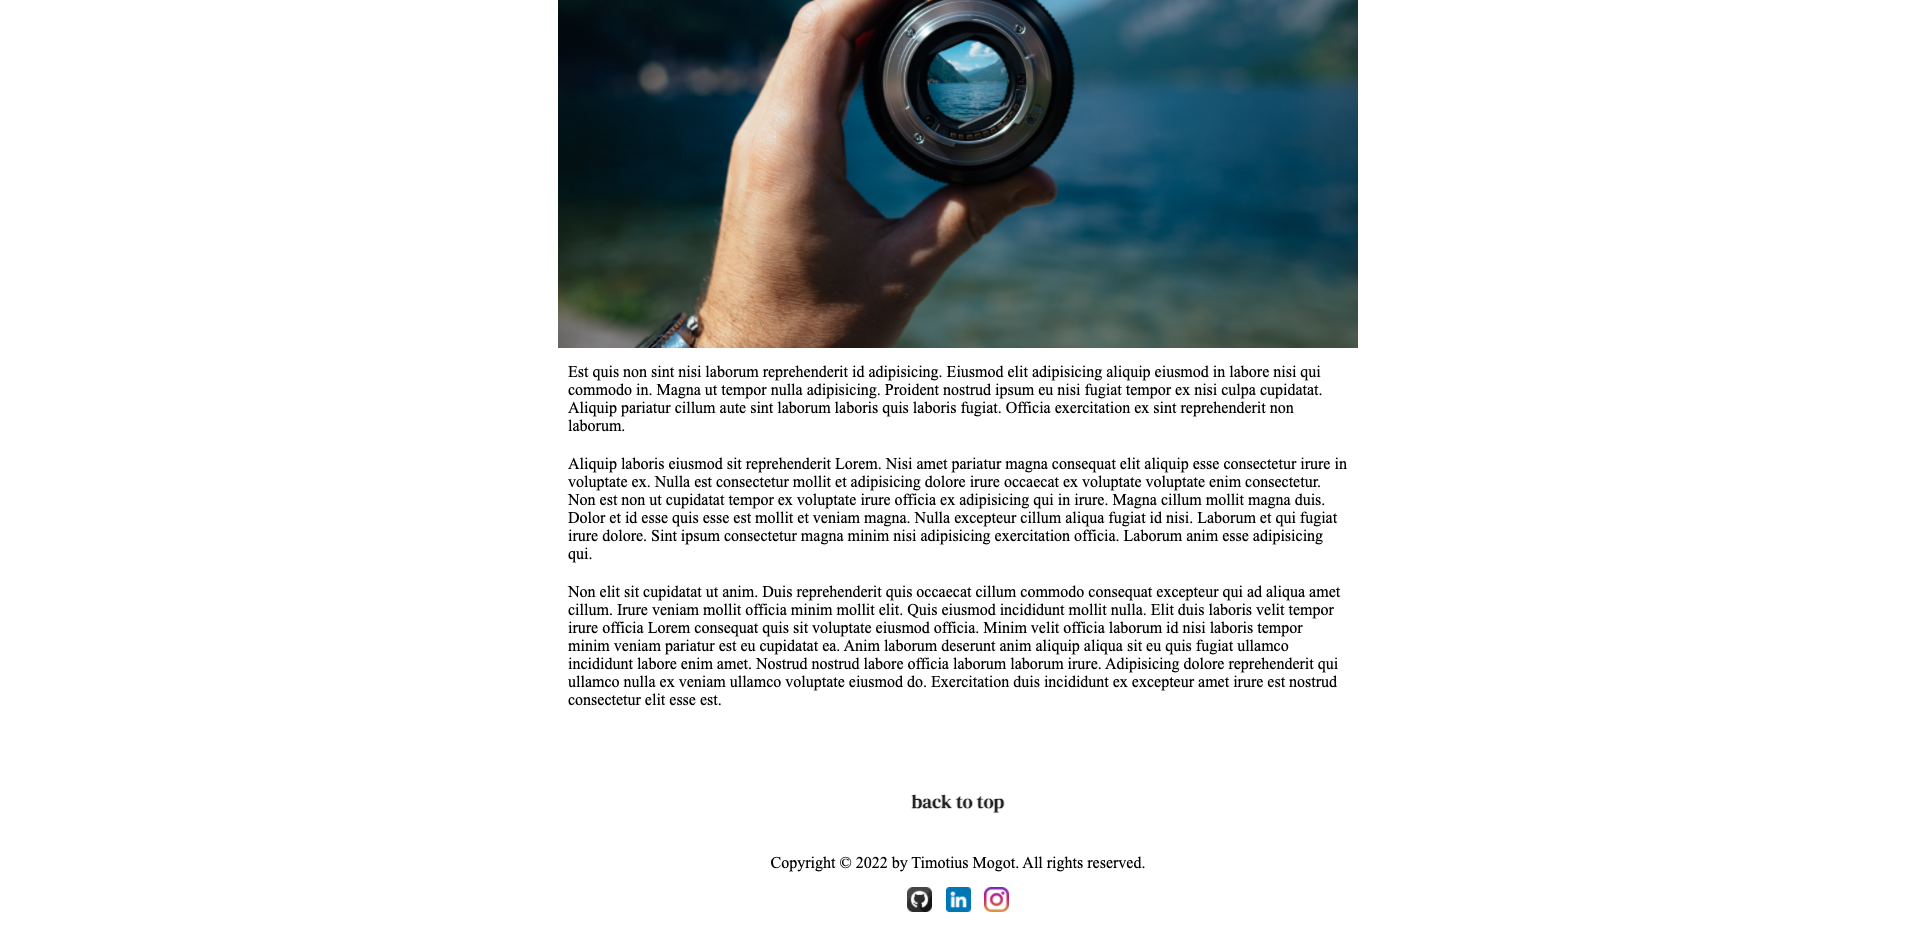 Est quis non sint nisi laborum reprehenderit id adipisicing. Eiusmod elit adipisicing aliquip eiusmod in labore nisi qui
commodo in. Magna ut tempor nulla adipisicing. Proident nostrud ipsum eu nisi fugiat tempor ex nisi culpa cupidatat.
Aliquip pariatur cillum aute sint laborum laboris quis laboris fugiat. Officia exercitation ex sint reprehenderit non
laborum.
Aliquip laboris eiusmod sit reprehenderit Lorem. Nisi amet pariatur magna consequat elit aliquip esse consectetur irure in
voluptate ex. Nulla est consectetur mollit et adipisicing dolore irure occaecat ex voluptate voluptate enim consectetur.
Non est non ut cupidatat tempor ex voluptate irure officia ex adipisicing qui in irure. Magna cillum mollit magna duis.
Dolor et id esse quis esse est mollit et veniam magna. Nulla excepteur cillum aliqua fugiat id nisi. Laborum et qui fugiat
irure dolore. Sint ipsum consectetur magna minim nisi adipisicing exercitation officia. Laborum anim esse adipisicing
qui.
Non elit sit cupidatat ut anim. Duis reprehenderit quis occaecat cillum commodo consequat excepteur qui ad aliqua amet
cillum. Irure veniam mollit officia minim mollit elit. Quis eiusmod incididunt mollit nulla. Elit duis laboris velit tempor
irure officia Lorem consequat quis sit voluptate eiusmod officia. Minim velit officia laborum id nisi laboris tempor
minim veniam pariatur est eu cupidatat ea. Anim laborum deserunt anim aliquip aliqua sit eu quis fugiat ullamco
incididunt labore enim amet. Nostrud nostrud labore officia laborum laborum irure. Adipisicing dolore reprehenderit qui
ullamco nulla ex veniam ullamco voluptate eiusmod do. Exercitation duis incididunt ex excepteur amet irure est nostrud
consectetur elit esse est.
back to top
Copyright © 2022 by Timotius Mogot. All rights reserved.
in